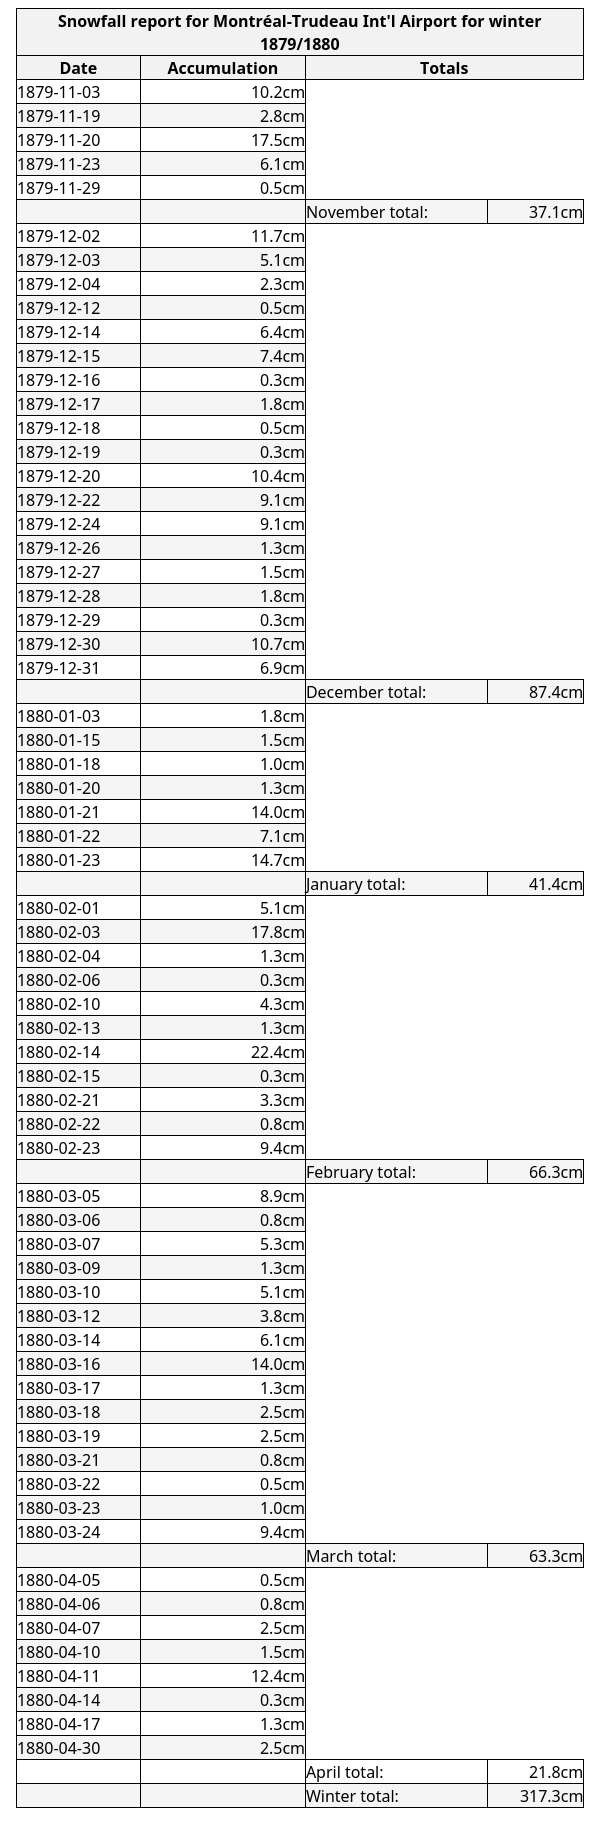 Snowfall report for Montréal-Trudeau Int'l Airport for winter
1879/1880
Date Accumulation Totals
1879-11-03 10.2cm
1879-11-19 2.8cm
1879-11-20 17.5cm
1879-11-23 6.1cm
1879-11-29 0.5cm
November total: 37.1cm
1879-12-02 11.7cm
1879-12-03 5.1cm
1879-12-04 2.3cm
1879-12-12 0.5cm
1879-12-14 6.4cm
1879-12-15 7.4cm
1879-12-16 0.3cm
1879-12-17 1.8cm
1879-12-18 0.5cm
1879-12-19 0.3cm
1879-12-20 10.4cm
1879-12-22 9.1cm
1879-12-24 9.1cm
1879-12-26 1.3cm
1879-12-27 1.5cm
1879-12-28 1.8cm
1879-12-29 0.3cm
1879-12-30 10.7cm
1879-12-31 6.9cm
December total: 87.4cm
1880-01-03 1.8cm
1880-01-15 1.5cm
1880-01-18 1.0cm
1880-01-20 1.3cm
1880-01-21 14.0cm
1880-01-22 7.1cm
1880-01-23 14.7cm
January total: 41.4cm
1880-02-01 5.1cm
1880-02-03 17.8cm
1880-02-04 1.3cm
1880-02-06 0.3cm
1880-02-10 4.3cm
1880-02-13 1.3cm
1880-02-14 22.4cm
1880-02-15 0.3cm
1880-02-21 3.3cm
1880-02-22 0.8cm
1880-02-23 9.4cm
February total: 66.3cm
1880-03-05 8.9cm
1880-03-06 0.8cm
1880-03-07 5.3cm
1880-03-09 1.3cm
1880-03-10 5.1cm
1880-03-12 3.8cm
1880-03-14 6.1cm
1880-03-16 14.0cm
1880-03-17 1.3cm
1880-03-18 2.5cm
1880-03-19 2.5cm
1880-03-21 0.8cm
1880-03-22 0.5cm
1880-03-23 1.0cm
1880-03-24 9.4cm
March total: 63.3cm
1880-04-05 0.5cm
1880-04-06 0.8cm
1880-04-07 2.5cm
1880-04-10 1.5cm
1880-04-11 12.4cm
1880-04-14 0.3cm
1880-04-17 1.3cm
1880-04-30 2.5cm
April total: 21.8cm
Winter total: 317.3cm